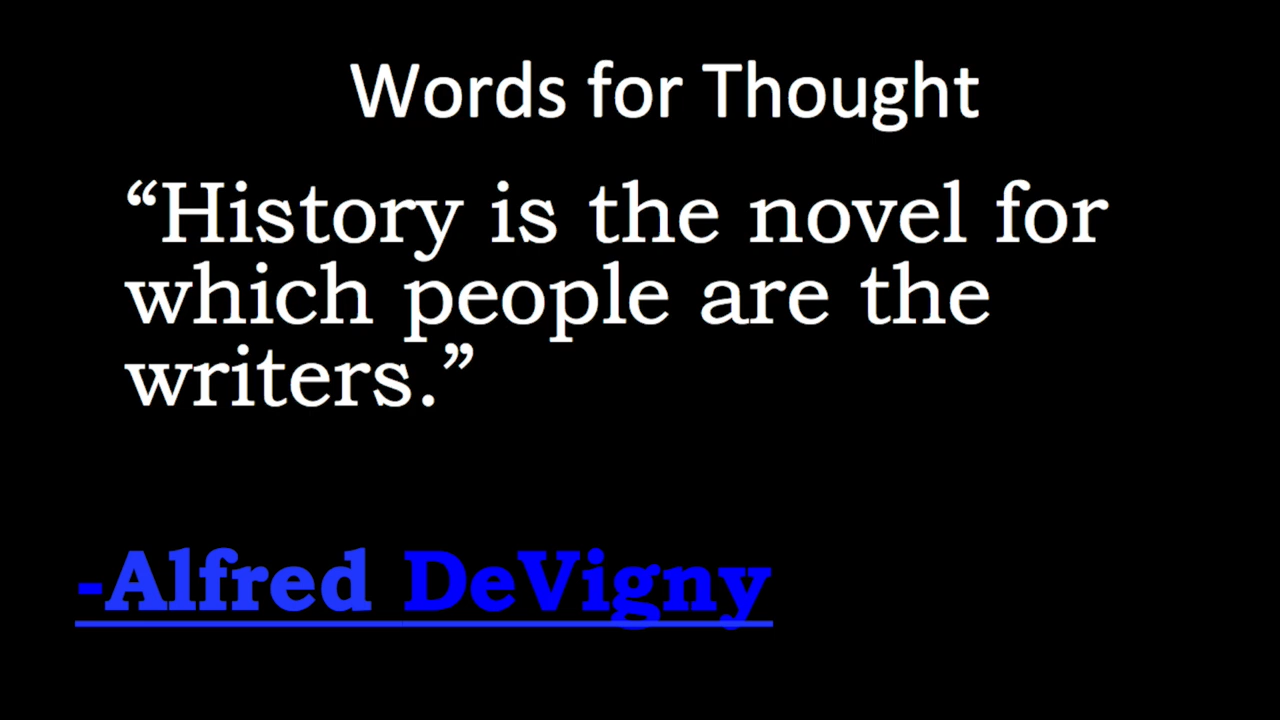 Words for Thought
“History is the novel for
which people are the
writers.”
-Alfred DeVigny